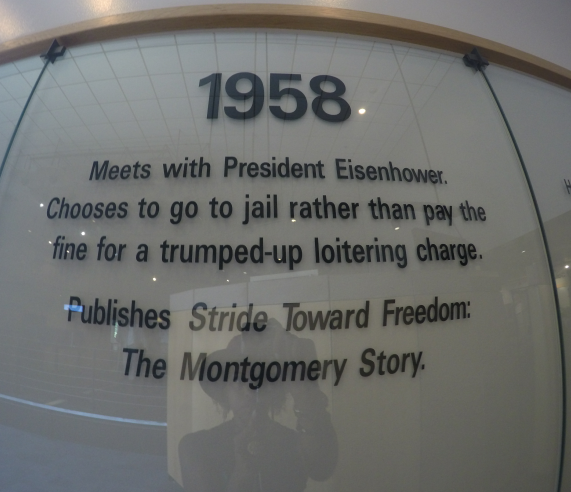 1958
Meets with President Eisenhower.
Chooses to go to jail rather than pay the
fine for a trumped-up loitering charge.
Publishes Stride Toward Freedom:
The Montgomery Story.